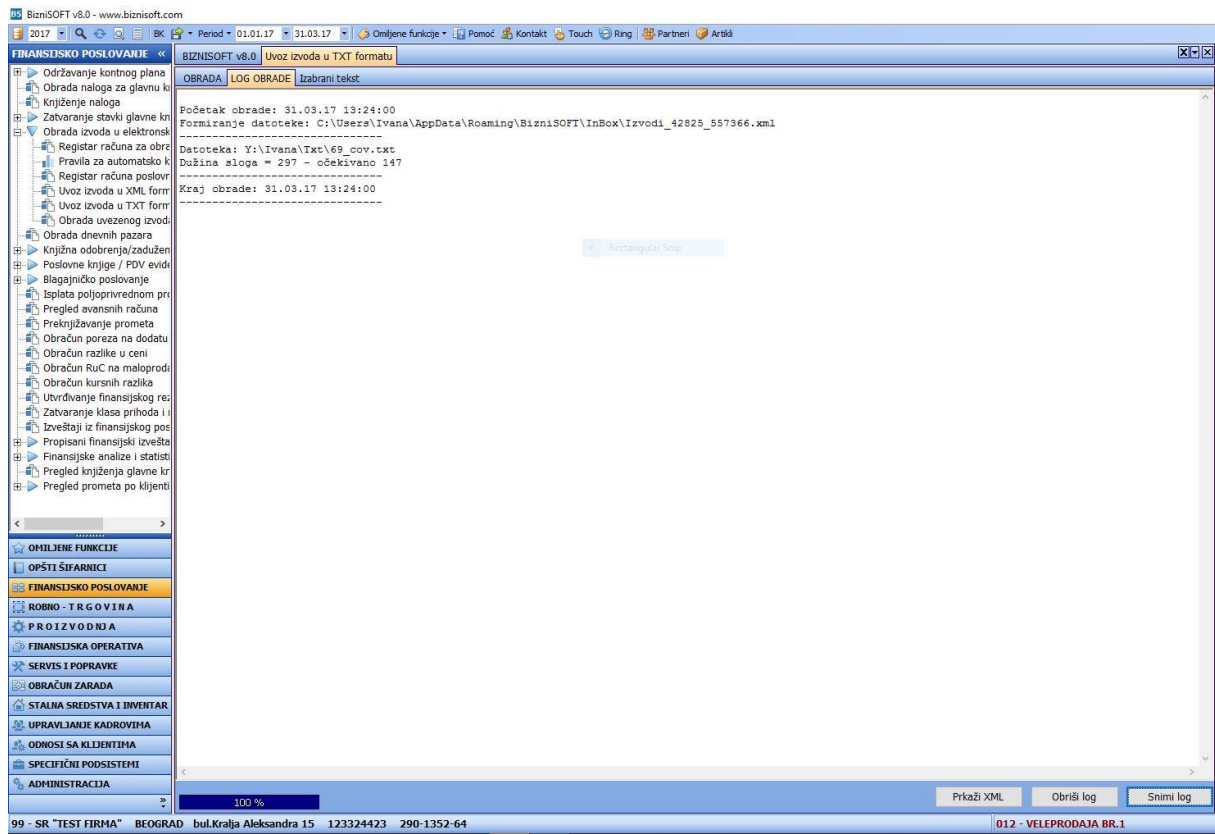 BizniSOFT v8.0 - www.biznisoft.com
2017 BK Period 01.01.17 31.03.17 Omiljene funkcije Pomoć Kontakt Touch Ring Partneri Artikli
FINANSIJSKO POSLOVANJE «
BIZNISOFT v8.0 Uvoz izvoda u TXT formatu
OBRADA LOG OBRADE Izabrani tekst
Održavanje kontnog plana
Obrada naloga za glavnu k
Knjiženje naloga
Zatvaranje stavki glavne kn
Obrada izvoda u elektronsk
Registar računa za obra
Pravila za automatsko k
Registar računa poslovr
Uvoz izvoda u XML form
Uvoz izvoda u TXT form
Obrada uvezenog izvoda
Obrada dnevnih pazara
Knjižna odobrenja/zadužen
Poslovne knjige / PDV evide
Blagajničko poslovanje
Isplata poljoprivrednom pro
Pregled avansnih računa
Preknjižavanje prometa
Obračun poreza na dodatu
Obračun razlike u ceni
Obračun RuC na maloproda
Obračun kursnih razlika
Utvrđivanje finansijskog rez
Zatvaranje klasa prihoda i
Izveštaji iz finansijskog pos
Propisani finansijski izvešta
Finansijske analize i statisti
Pregled knjiženja glavne kr
Pregled prometa po klijenti
Početak obrade: 31.03.17 13:24:00
Formiranje datoteke: C:\Users\Ivana\AppData\Roaming\BizniSOFT\InBox\Izvodi_42825_557366.xml
-------------------------------
Datoteka: Y:\Ivana\Txt\69_cov.txt
Dužina sloga = 297 - očekivano 147
-------------------------------
Kraj obrade: 31.03.17 13:24:00
-------------------------------
Rectangular Snip
OMILJENE FUNKCIJE
OPŠTI ŠIFARNICI
FINANSIJSKO POSLOVANJE
ROBNO - T R G O V I N A
P R O I Z V O D NJ A
FINANSIJSKA OPERATIVA
SERVIS I POPRAVKE
OBRAČUN ZARADA
STALNA SREDSTVA I INVENTAR
UPRAVLJANJE KADROVIMA
ODNOSI SA KLIJENTIMA
SPECIFIČNI PODSISTEMI
ADMINISTRACIJA
100 %
Prkaži XML Obriši log Snimi log
99 - SR "TEST FIRMA" BEOGRAD bul.Kralja Aleksandra 15 123324423 290-1352-64 012 - VELEPRODAJA BR.1